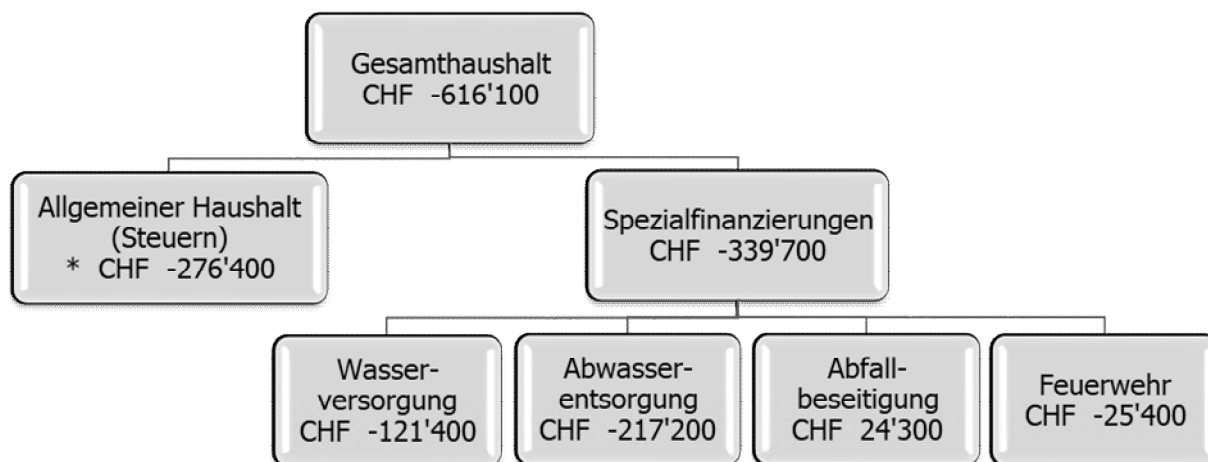 Gesamthaushalt
CHF -616'100
Allgemeiner Haushalt
(Steuern)
* CHF -276'400
Spezialfinanzierungen
CHF -339'700
Wasser-
versorgung
CHF -121'400
Abwasser-
entsorgung
CHF -217'200
Abfall-
beseitigung
CHF 24'300
Feuerwehr
CHF -25'400